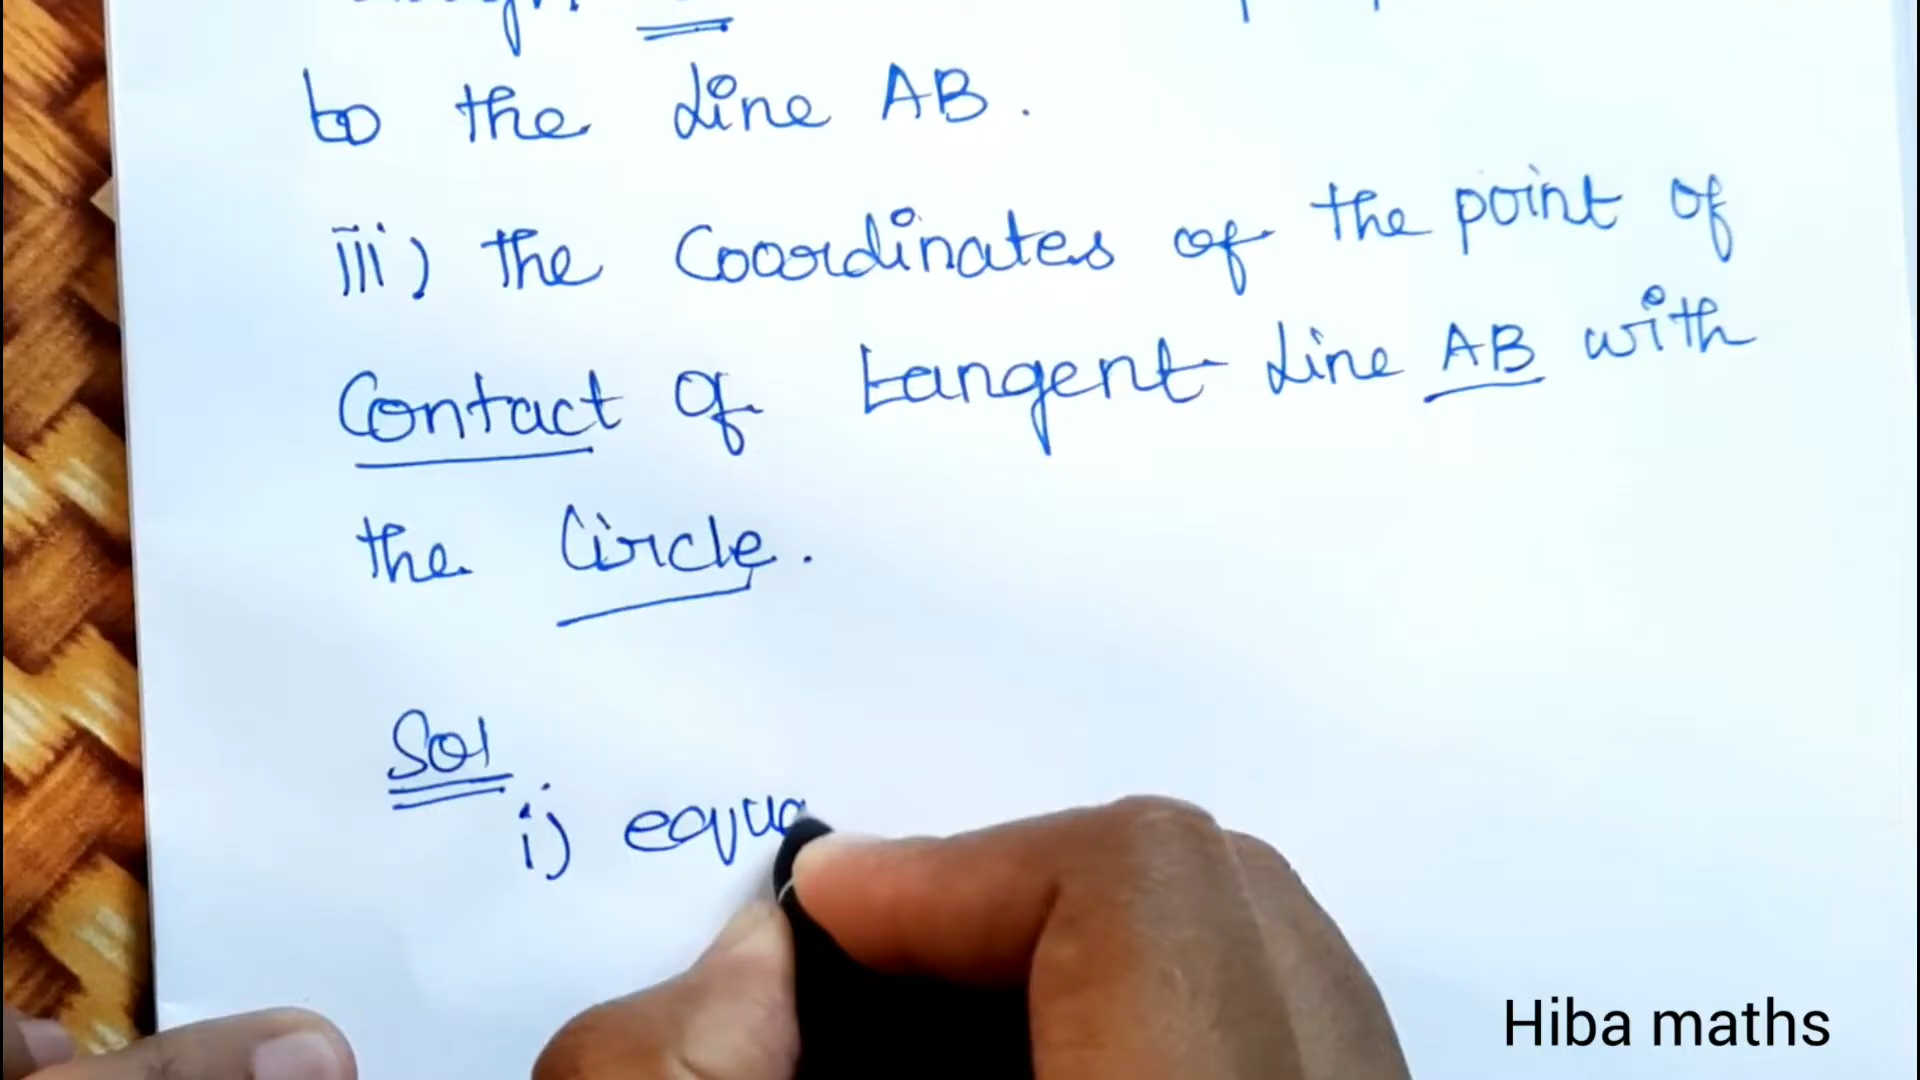 to the Line AB.
iii) the Coordinates of the point of
Contact of tangent Line AB with
the Circle.
Sol
i) equa
Hiba maths